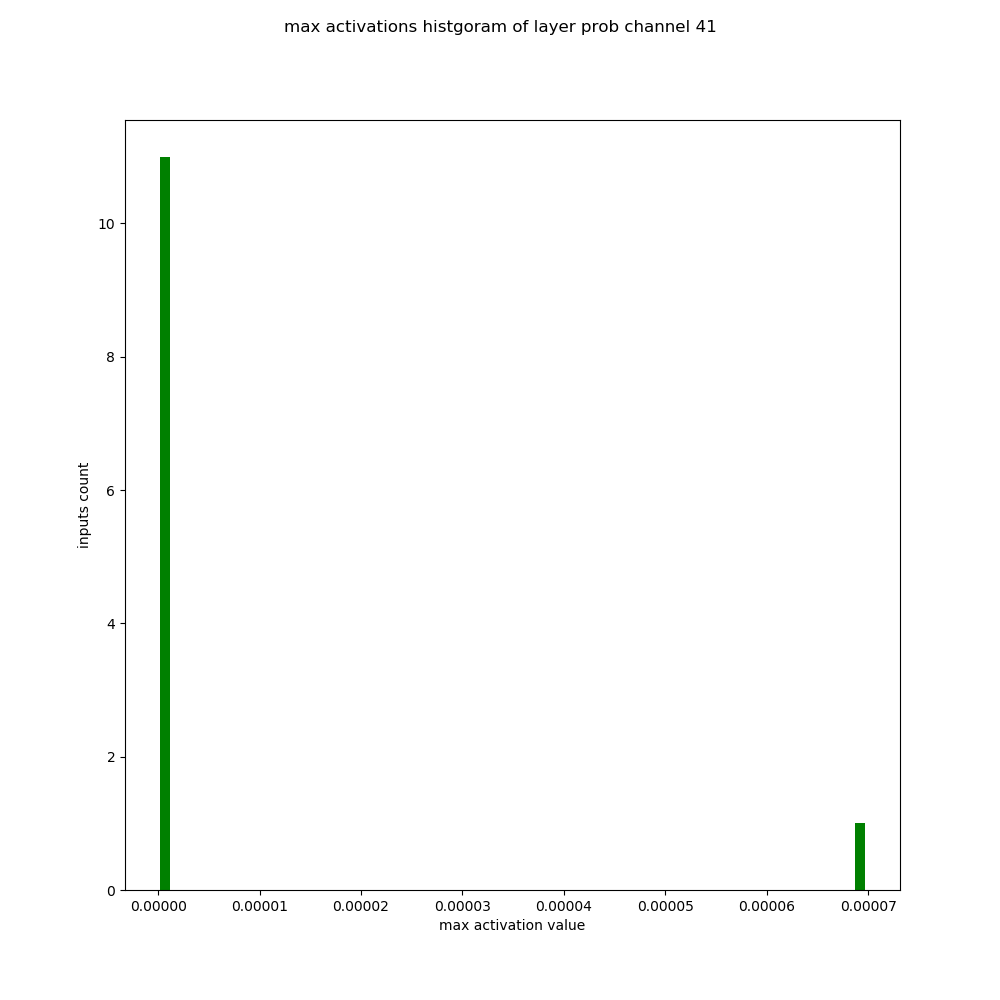 max activations histgoram of layer prob channel 41
10
8
6
4
2
0
inputs count
0.00000 0.00001 0.00002 0.00003 0.00004 0.00005 0.00006 0.00007
max activation value